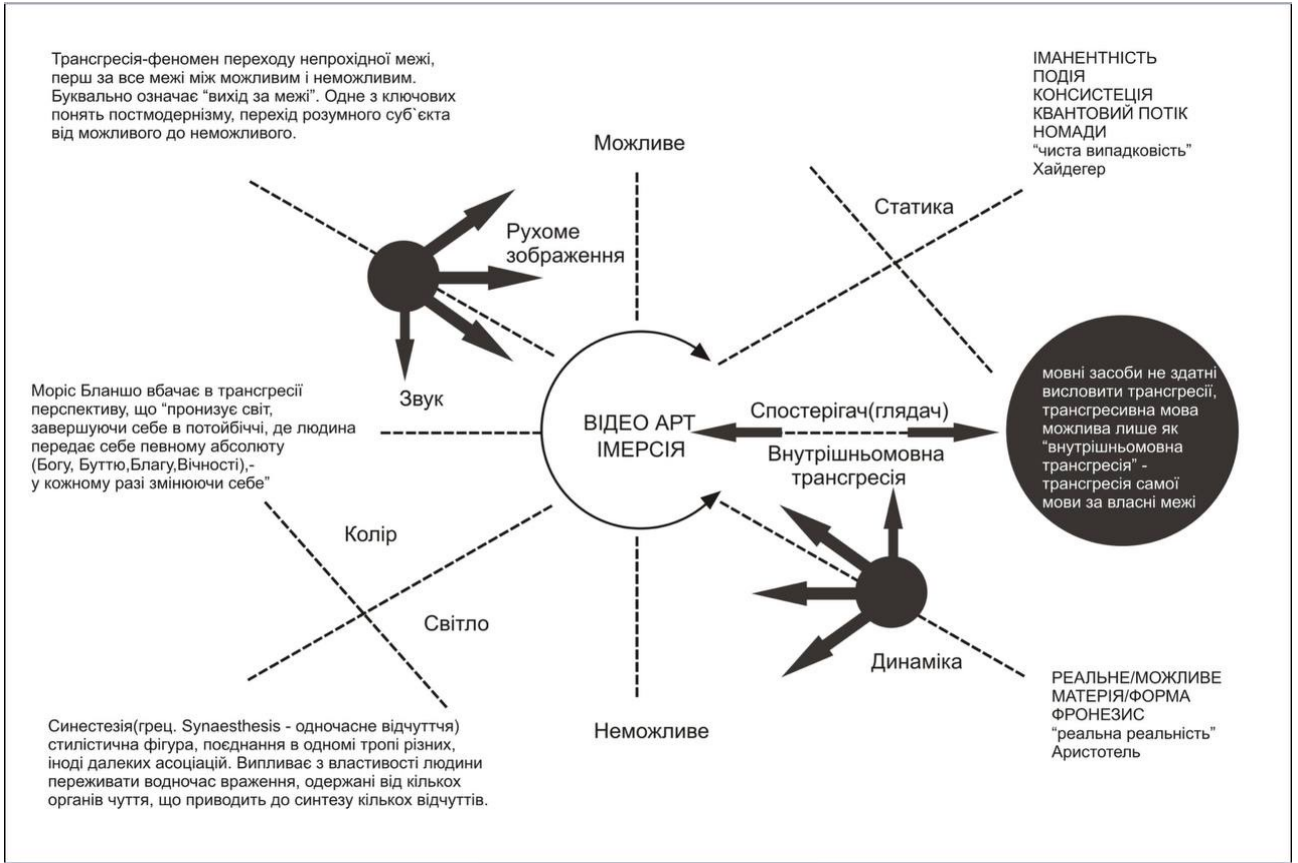 Трансгресія-феномен переходу непрохідної межі,
перш за все межі між можливим і неможливим.
Буквально означає “вихід за межі”. Одне з ключових
понять постмодернізму, перехід розумного суб`єкта
від можливого до неможливого.
ІМАНЕНТНІСТЬ
ПОДІЯ
КОНСИСТЕЦІЯ
КВАНТОВИЙ ПОТІК
НОМАДИ
“чиста випадковість”
Хайдегер
Можливе
Статика
Рухоме
зображення
Звук
Моріс Бланшо вбачає в трансгресії
перспективу, що “пронизує світ,
завершуючи себе в потойбіччі, де людина
передає себе певному абсолюту
(Богу, Буттю,Благу,Вічності),-
у кожному разі змінюючи себе”
ВІДЕО АРТ
ІМЕРСІЯ
Спостерігач(глядач)
Внутрішньомовна
трансгресія
мовні засоби не здатні
висловити трансгресії,
трансгресивна мова
можлива лише як
“внутрішньомовна
трансгресія” -
трансгресія самої
мови за власні межі
Колір
Світло
Динаміка
Неможливе
РЕАЛЬНЕ/МОЖЛИВЕ
МАТЕРІЯ/ФОРМА
ФРОНЕЗИС
“реальна реальність”
Аристотель
Синестезія(грец. Synaesthesis - одночасне відчуттчя)
стилістична фігура, поєднання в одномі тропі різних,
іноді далеких асоціацій. Випливає з властивості людини
переживати водночас враження, одержані від кількох
органів чуття, що приводить до синтезу кількох відчуттів.